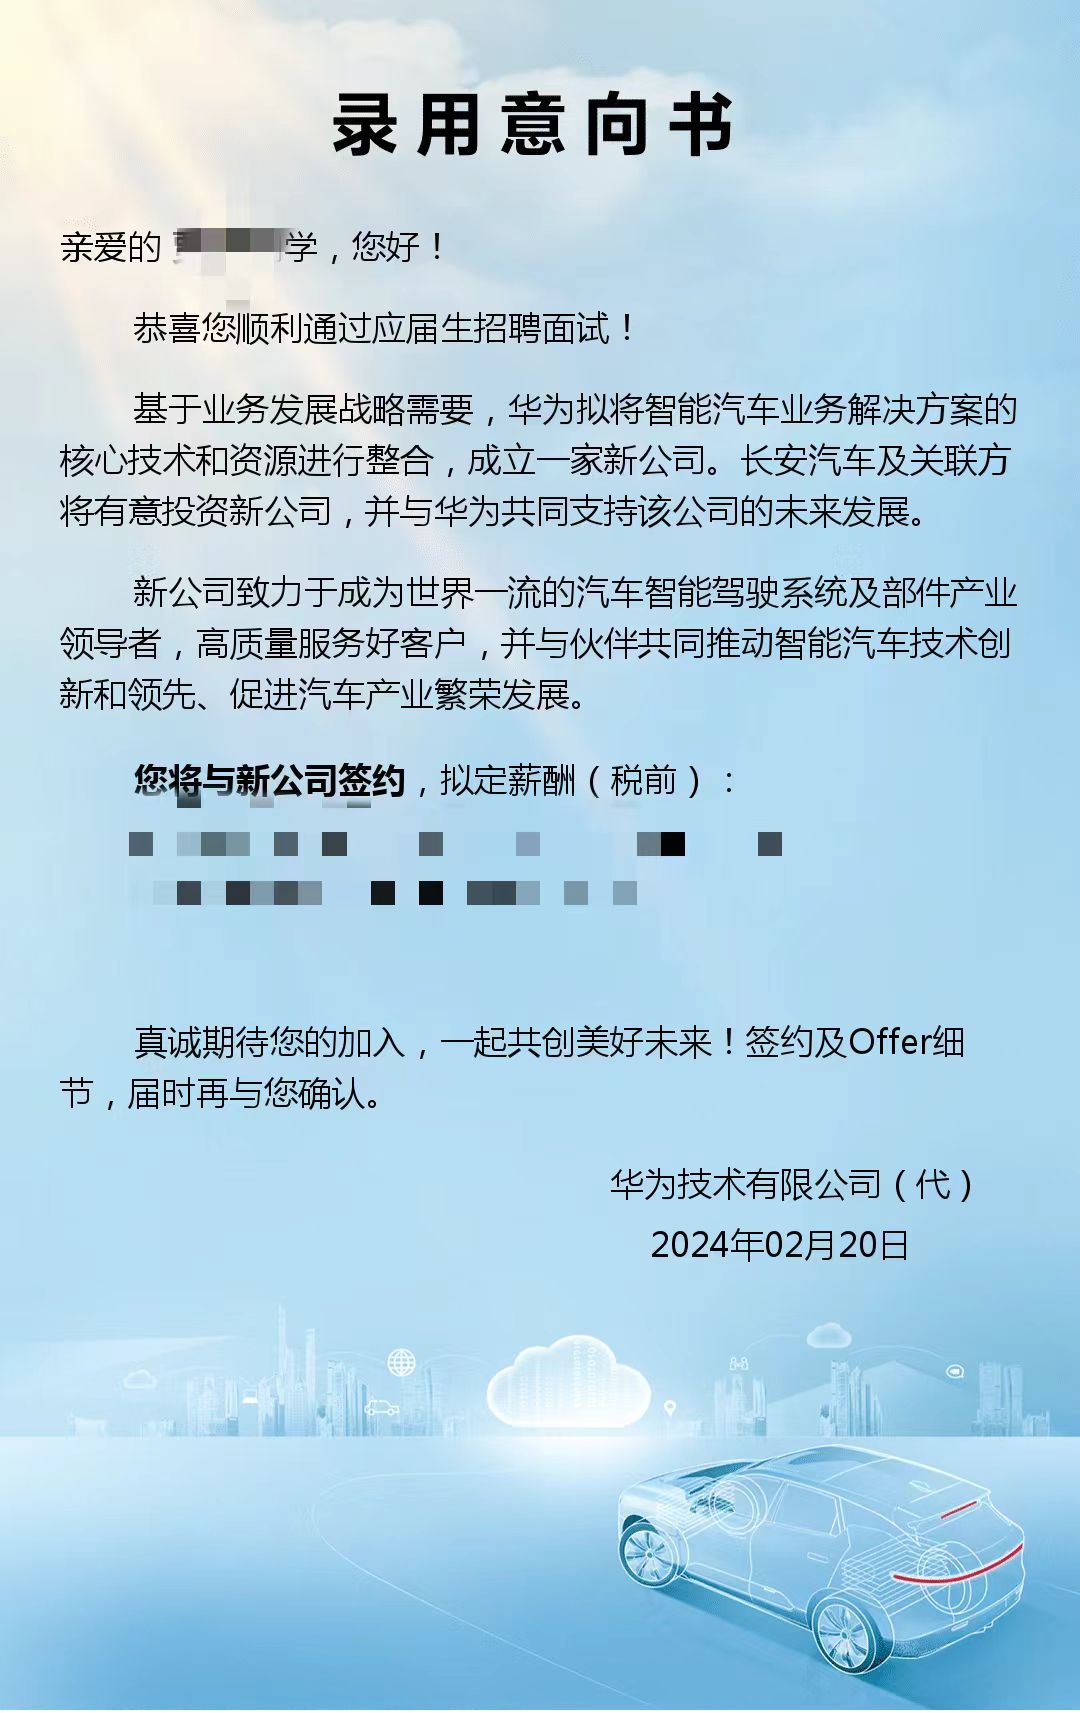 录用意向书
亲爱的 学，您好！
恭喜您顺利通过应届生招聘面试！
基于业务发展战略需要，华为拟将智能汽车业务解决方案的
核心技术和资源进行整合，成立一家新公司。长安汽车及关联方
将有意投资新公司，并与华为共同支持该公司的未来发展。
新公司致力于成为世界一流的汽车智能驾驶系统及部件产业
领导者，高质量服务好客户，并与伙伴共同推动智能汽车技术创
新和领先、促进汽车产业繁荣发展。
您将与新公司签约，拟定薪酬（税前）：
真诚期待您的加入，一起共创美好未来！签约及Offer细
节，届时再与您确认。
华为技术有限公司（代）
2024年02月20日